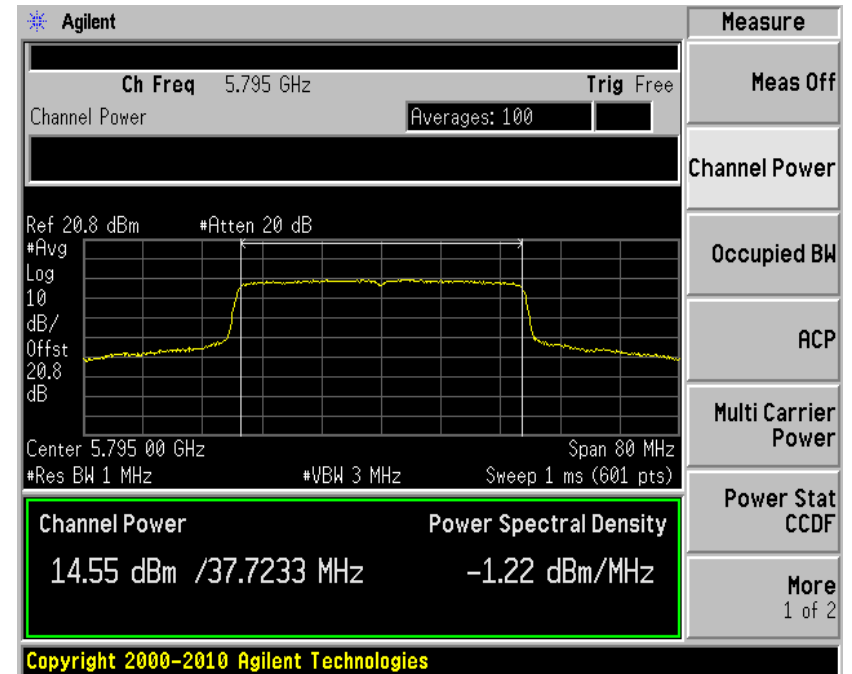 Agilent
Measure
Ch Freq 5.795 GHz Trig Free
Channel Power Averages: 100
Ref 20.8 dBm #Atten 20 dB
#Avg
Log
10
dB/
Offst
20.8
dB
Center 5.795 00 GHz Span 80 MHz
#Res BW 1 MHz #VBW 3 MHz Sweep 1 ms (601 pts)
Channel Power Power Spectral Density
14.55 dBm /37.7233 MHz -1.22 dBm/MHz
Meas Off
Channel Power
Occupied BW
ACP
Multi Carrier
Power
Power Stat
CCDF
More
1 of 2
Copyright 2000-2010 Agilent Technologies